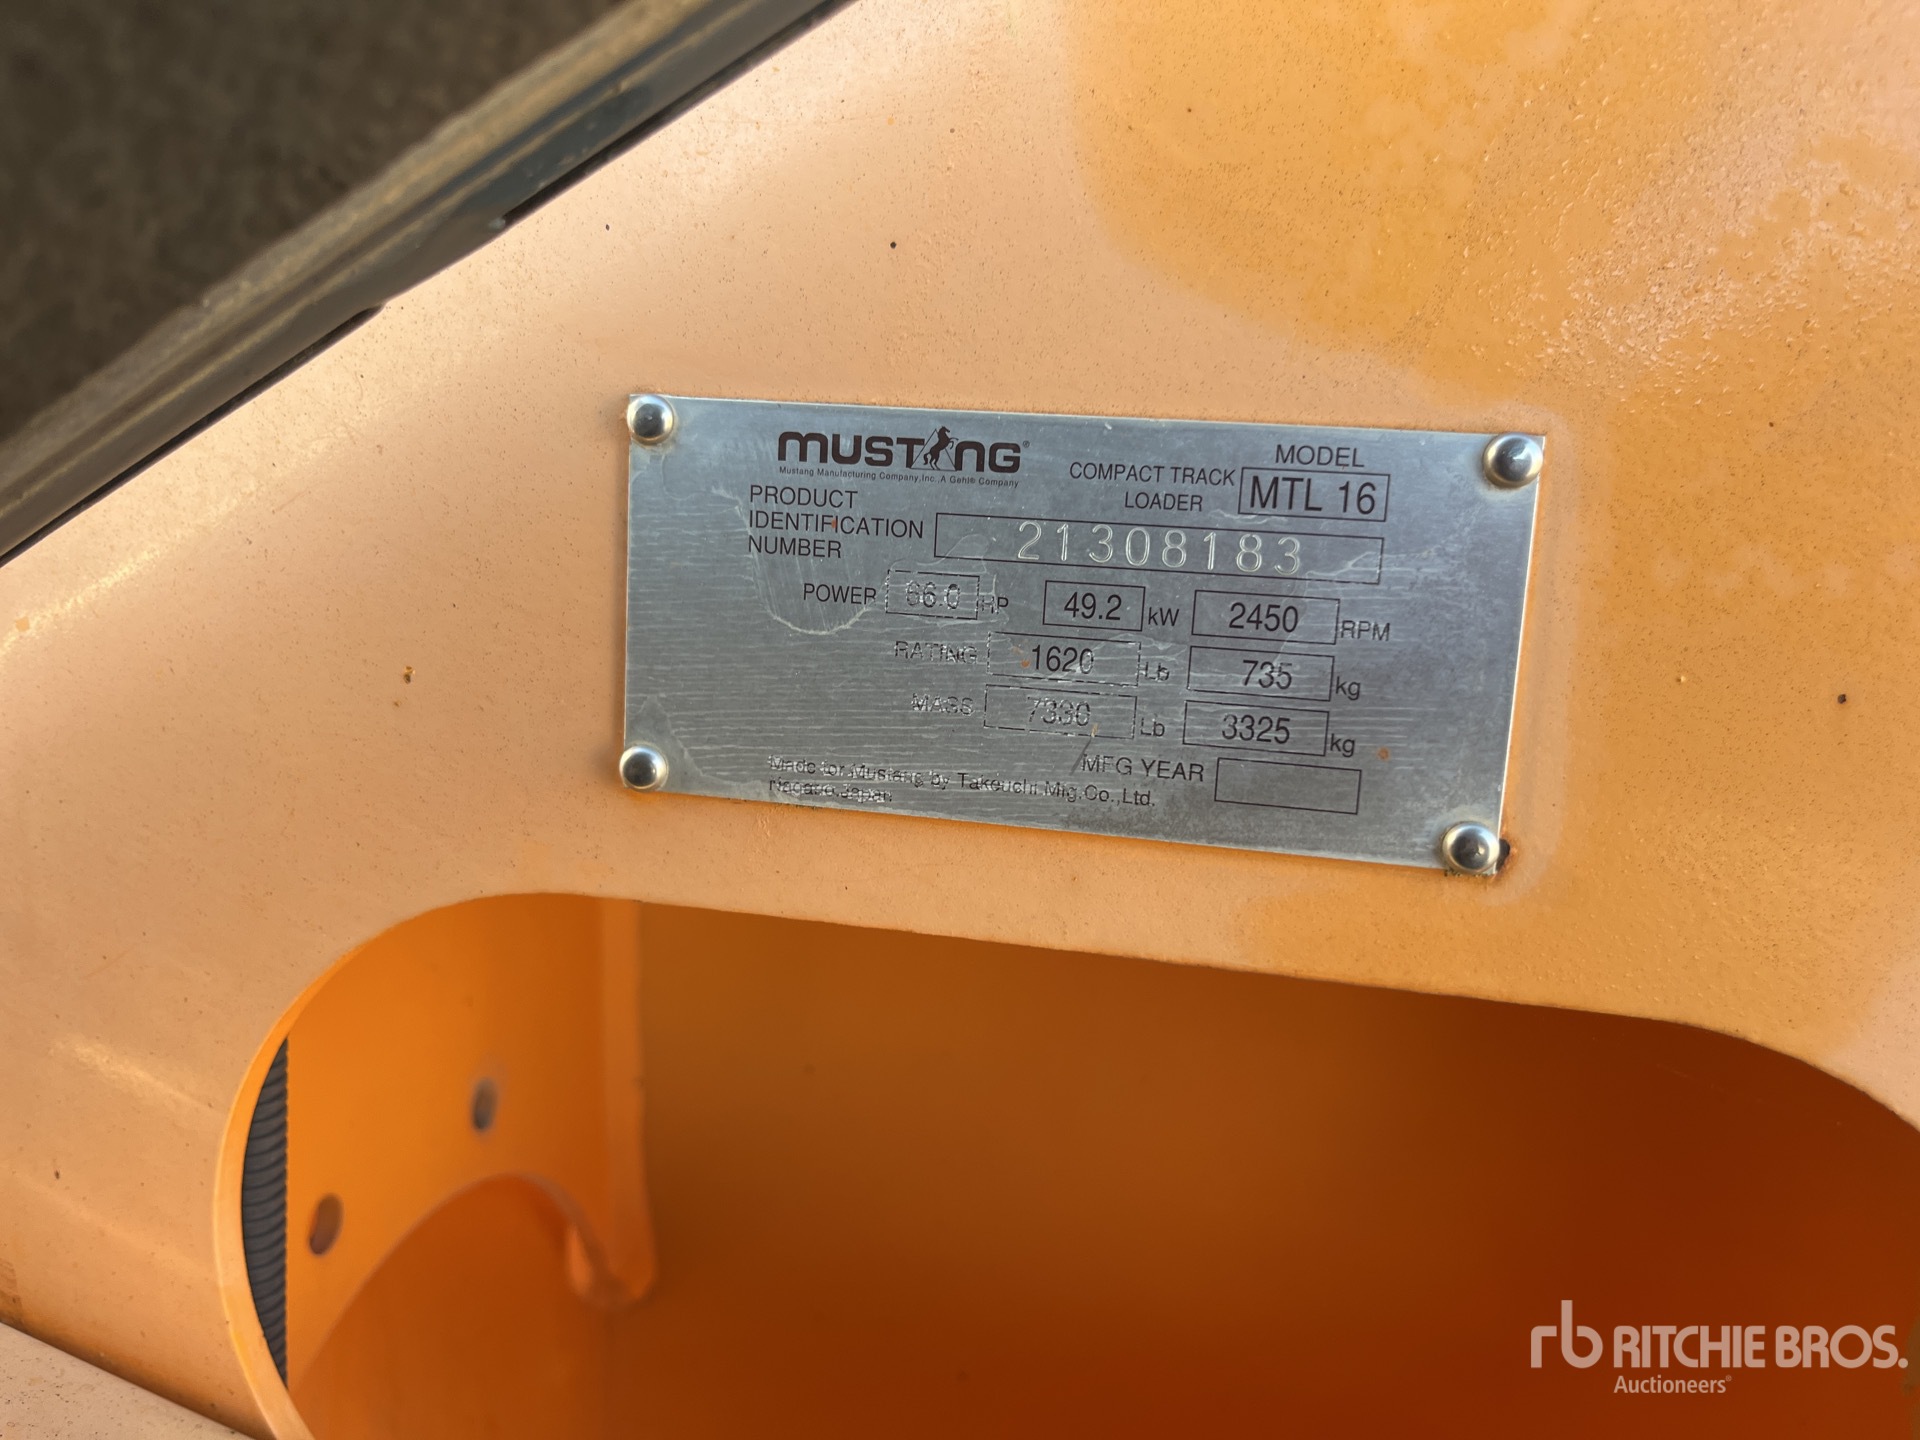 MUSTANG®
Mustang Manufacturing Company, Inc. A Gehl® Company
COMPACT TRACK
LOADER
MODEL
MTL 16
PRODUCT
IDENTIFICATION
NUMBER
21308183
POWER 66.0 HP 49.2 kW 2450 RPM
RATING 1620 Lb 735 kg
MASS 7330 Lb 3325 kg
MFG YEAR
Made for Mustang by Takeuchi Mfg.Co.,Ltd.
Nagano.Japan
rb RITCHIE BROS.
Auctioneers®